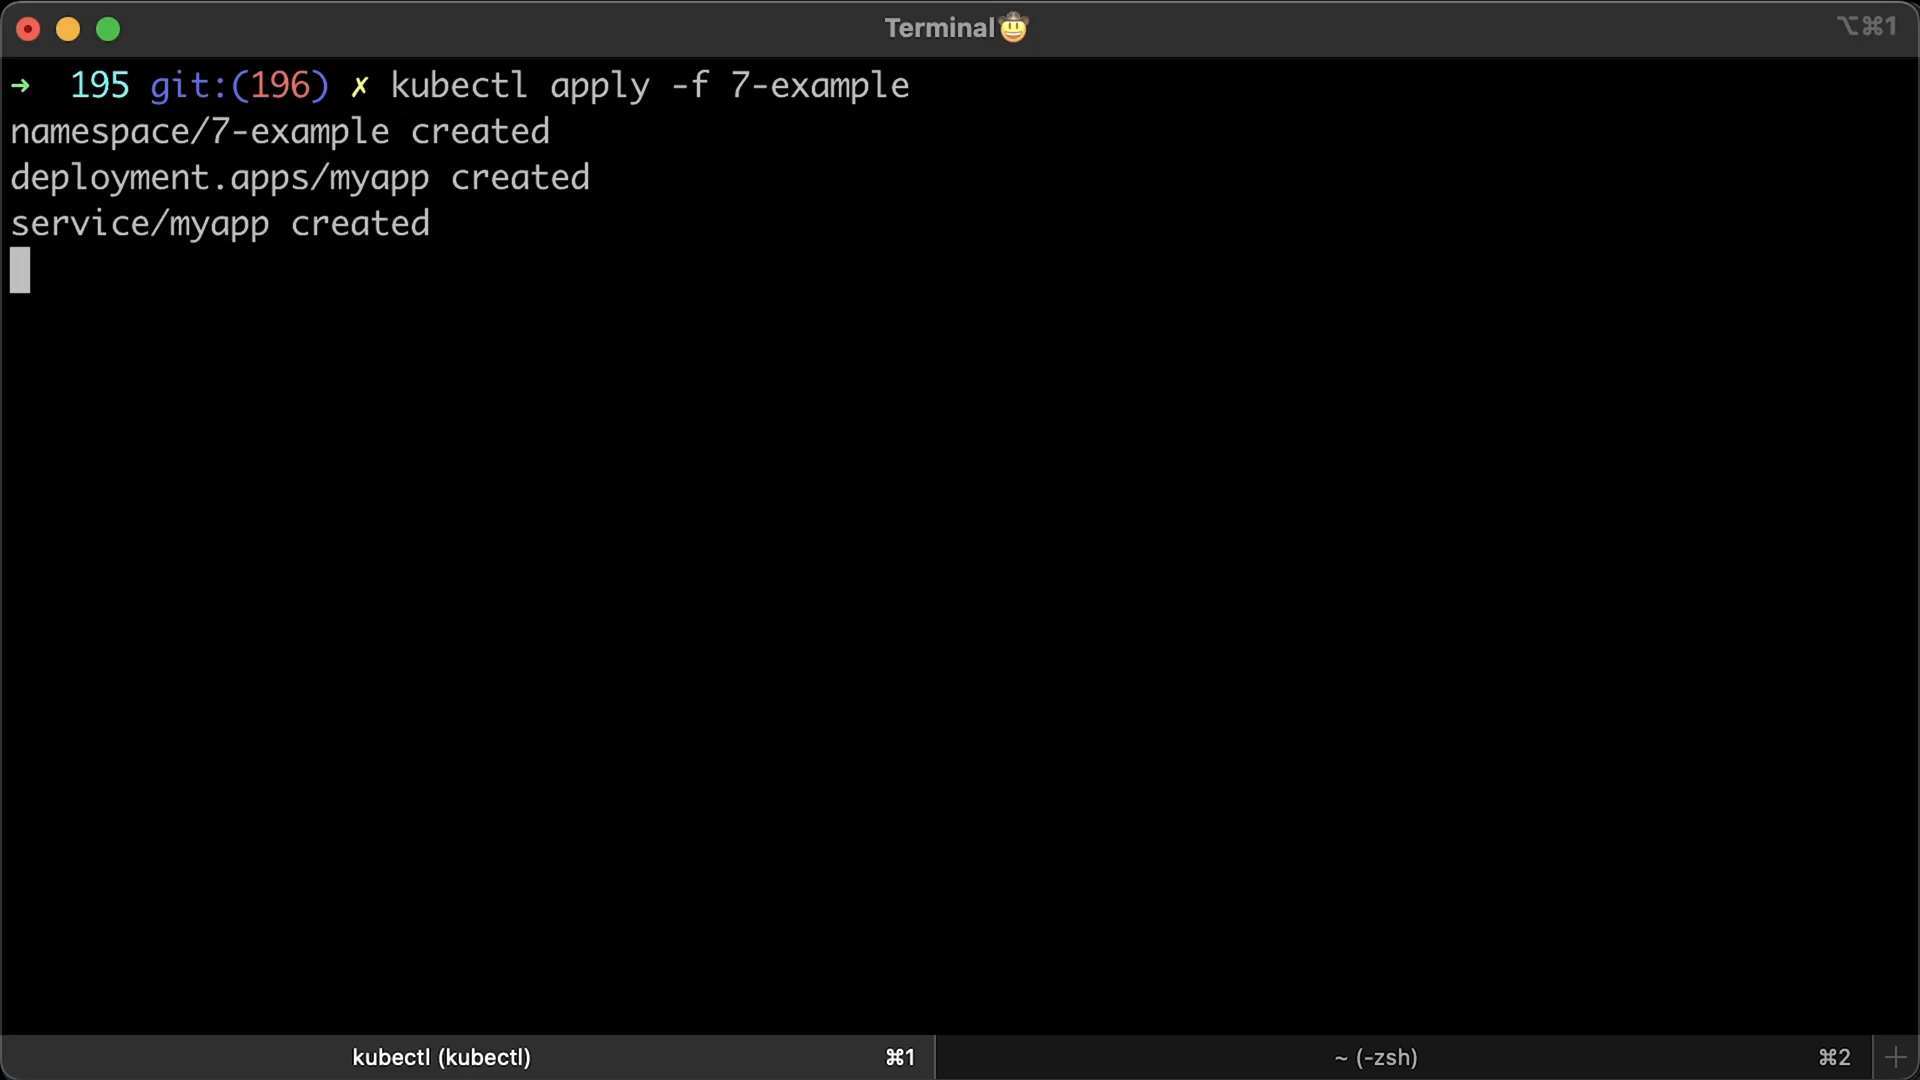 Terminal🤠
⌥⌘1
→ 195 git:(196) ✗ kubectl apply -f 7-example
namespace/7-example created
deployment.apps/myapp created
service/myapp created
kubectl (kubectl) ⌘1
~ (-zsh) ⌘2 +